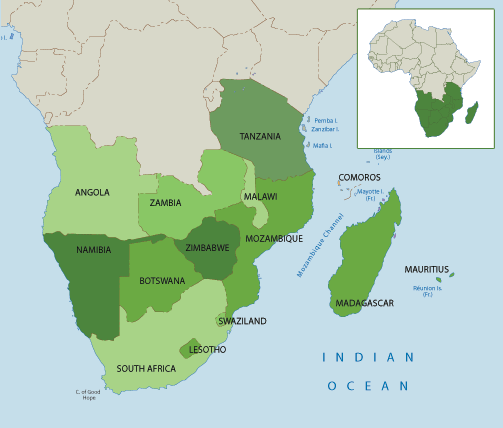 I.
Pemba I.
Zanziber I.
Mafia I.
TANZANIA
Islands
(Sey.)
COMOROS
Mayotte I.
(Fr.)
ANGOLA
ZAMBIA
MALAWI
Mozambique Channel
NAMIBIA
ZIMBABWE
MOZAMBIQUE
BOTSWANA
MAURITIUS
Réunion Is.
(Fr.)
MADAGASCAR
SWAZILAND
LESOTHO
SOUTH AFRICA
INDIAN
OCEAN
C. of Good
Hope